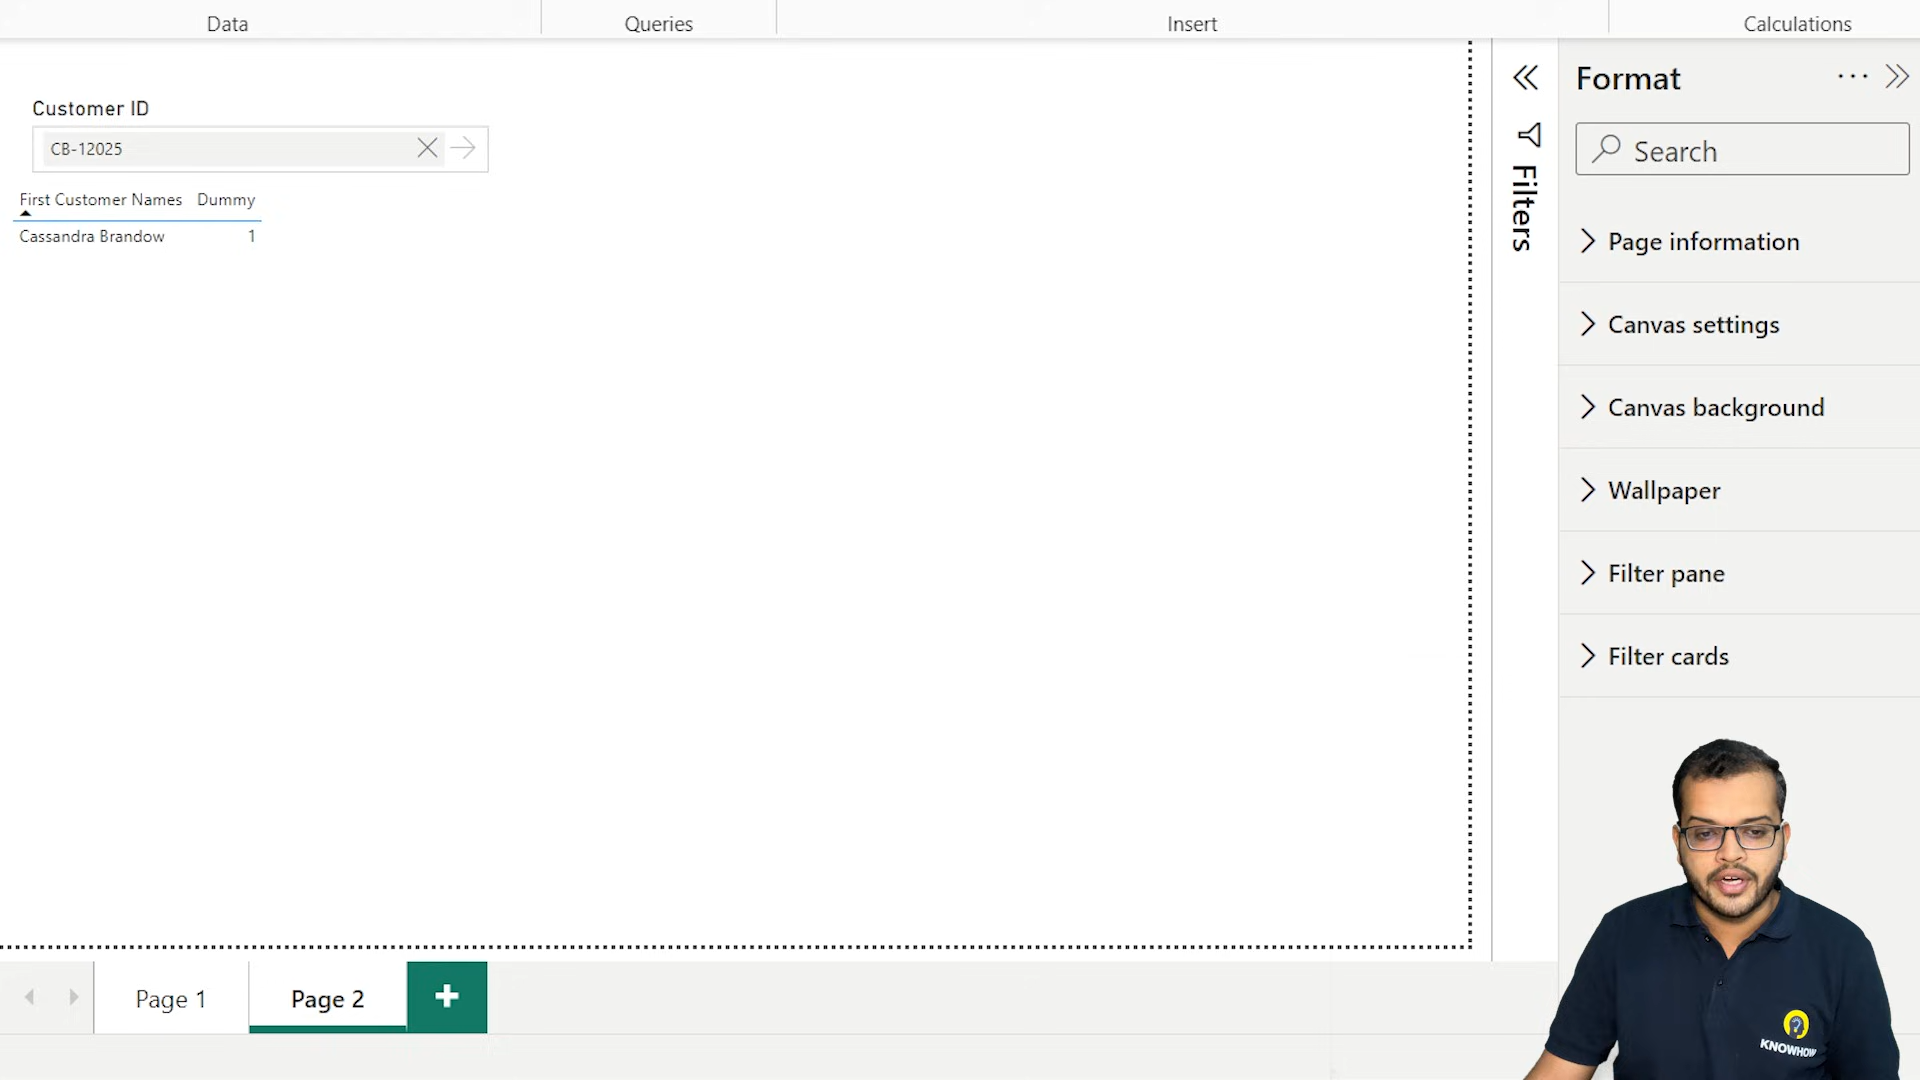 Data
Queries
Insert
Calculations
Customer ID
CB-12025
First Customer Names Dummy
Cassandra Brandow 1
Filters
Format
Search
Page information
Canvas settings
Canvas background
Wallpaper
Filter pane
Filter cards
Page 1
Page 2
KNOWHOW